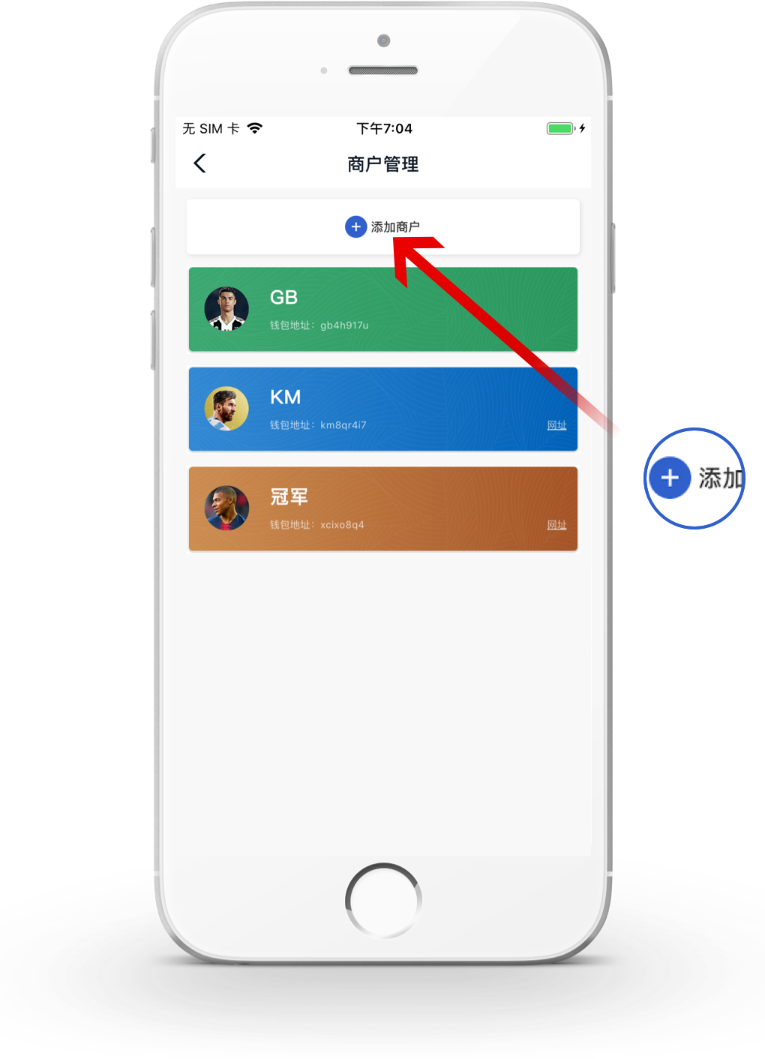 无 SIM 卡
下午7:04
商户管理
添加商户
GB
钱包地址：gb4h917u
KM
钱包地址：km8qr4i7
网址
冠军
钱包地址：xcixo8q4
网址
添加